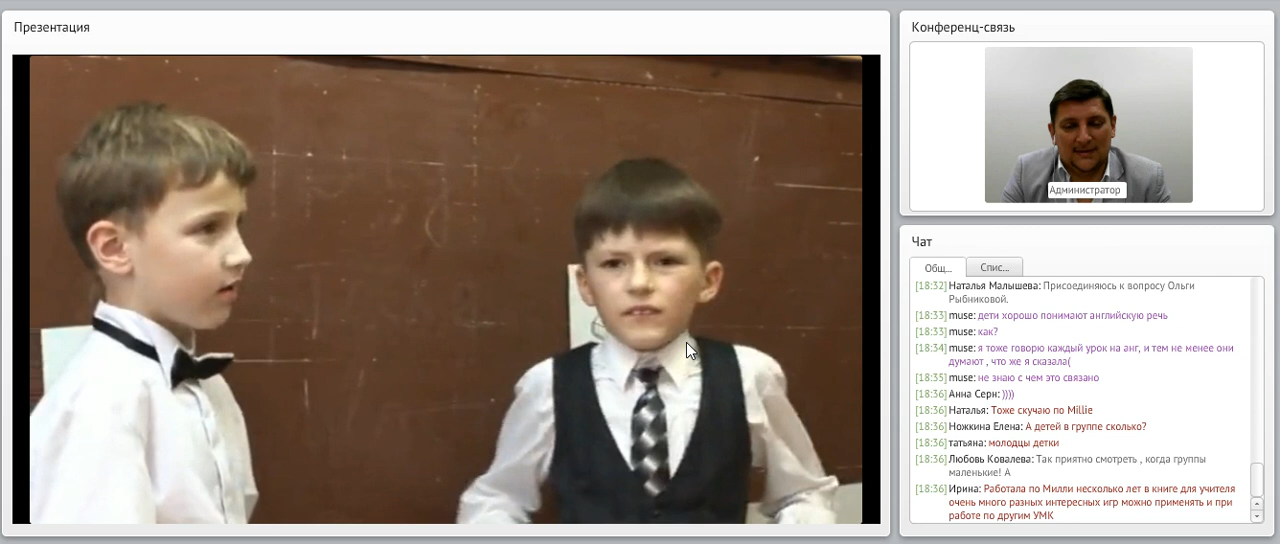 Презентация
Конференц-связь
Администратор
Чат
Общ...
Спис...
[18:32] Наталья Малышева: Присоединяюсь к вопросу Ольги
Рыбниковой.
[18:33] muse: дети хорошо понимают английскую речь
[18:33] muse: как?
[18:34] muse: я тоже говорю каждый урок на анг, и тем не менее они
думают , что же я сказала(
[18:35] muse: не знаю с чем это связано
[18:36] Анна Серн: ))))
[18:36] Наталья: Тоже скучаю по Millie
[18:36] Ножкина Елена: А детей в группе сколько?
[18:36] татьяна: молодцы детки
[18:36] Любовь Ковалева: Так приятно смотреть , когда группы
маленькие! А
[18:36] Ирина: Работала по Милли несколько лет в книге для учителя
очень много разных интересных игр можно применять и при
работе по другим УМК